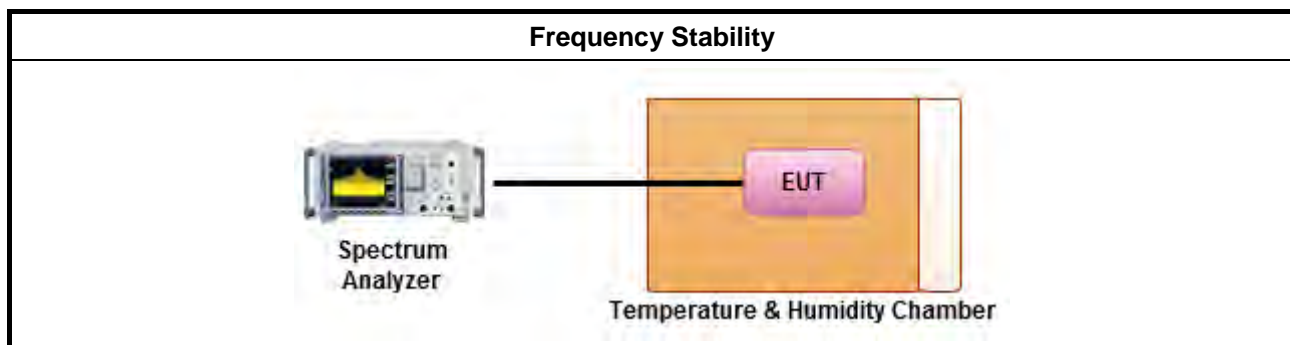 Frequency Stability
EUT
Spectrum
Analyzer
Temperature & Humidity Chamber